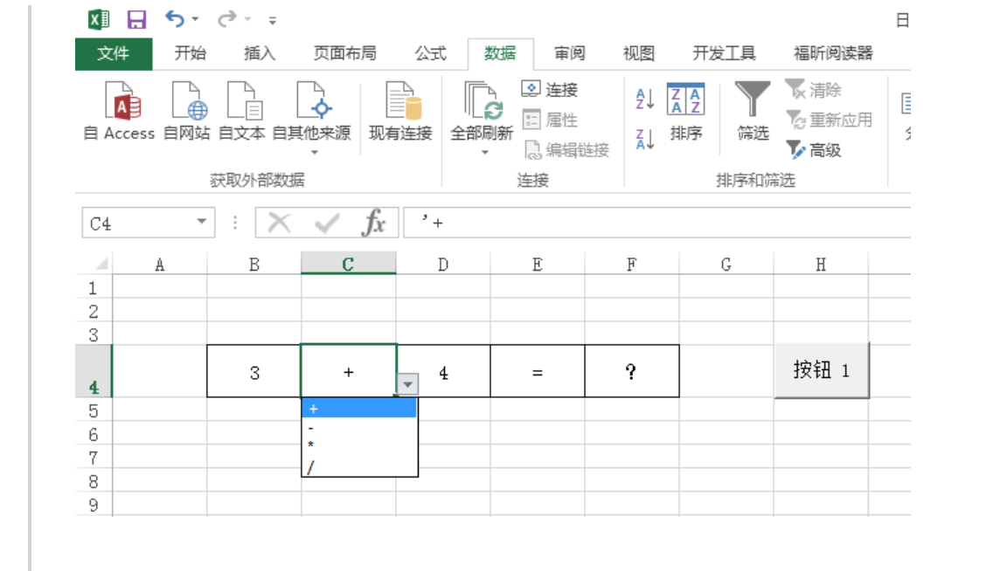 日
文件 开始 插入 页面布局 公式 数据 审阅 视图 开发工具 福昕阅读器
自 Access 自网站 自文本 自其他来源 现有连接 全部刷新 连接 属性 编辑链接 排序 筛选 清除 重新应用 高级
获取外部数据 连接 排序和筛选
C4 fx '+
A B C D E F G H
1
2
3
4 3 + 4 = ? 按钮 1
5 +
6 -
7 *
8 /
9